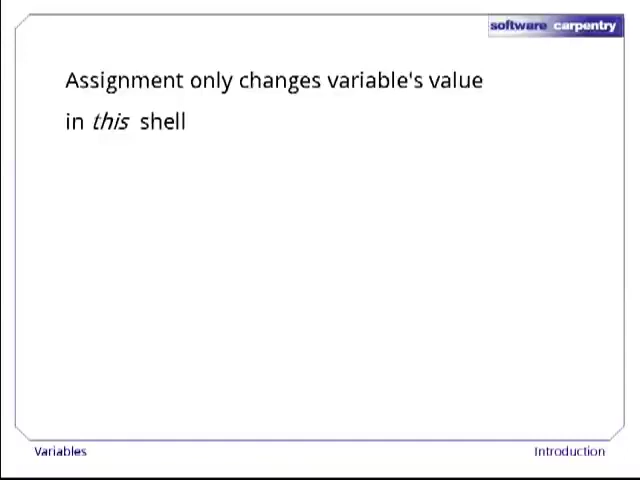 software carpentry
Assignment only changes variable's value
in this shell
Variables
Introduction